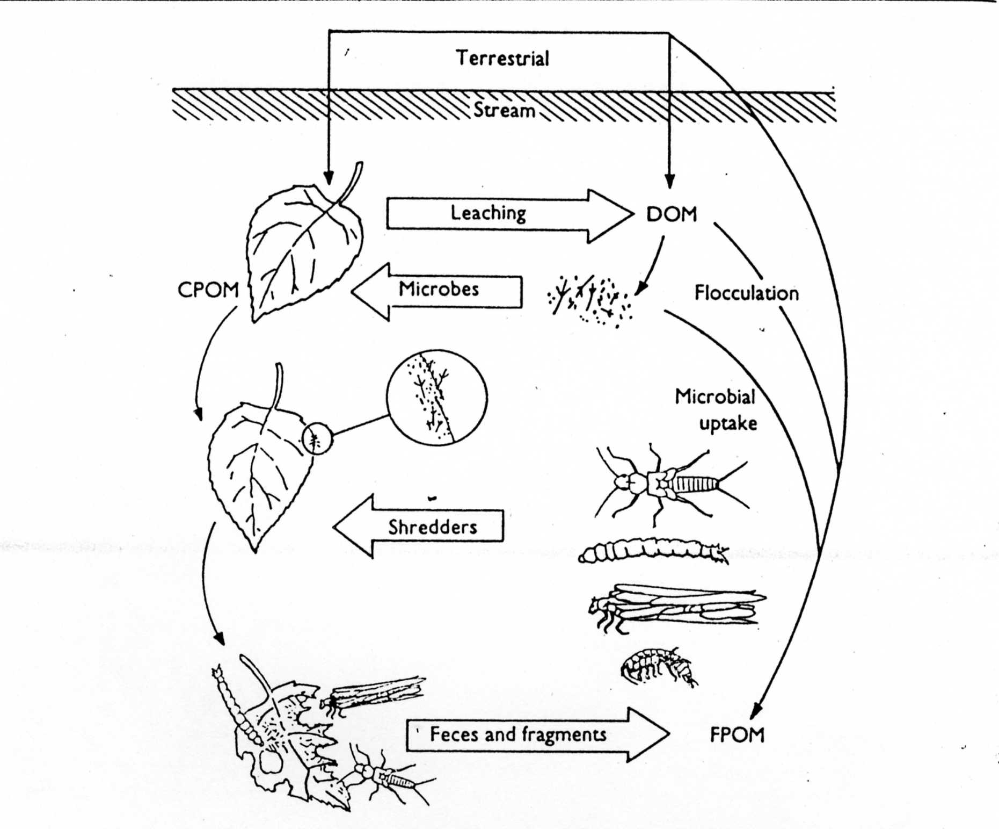 Terrestrial
Stream
Leaching
DOM
CPOM
Microbes
Flocculation
Microbial
uptake
Shredders
Feces and fragments
FPOM